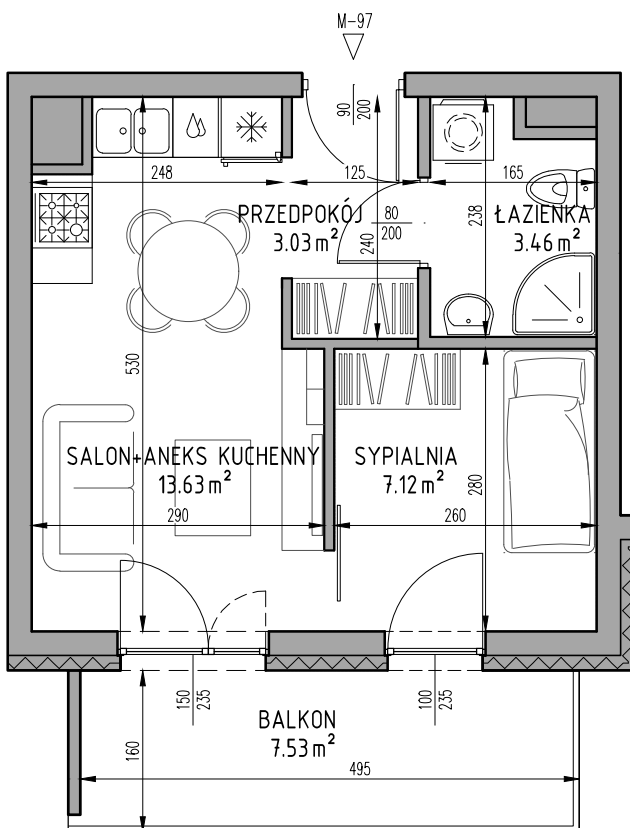 M-97
90
200
248
125
165
PRZEDPOKÓJ
3.03 m²
80
200
240
238
ŁAZIENKA
3.46 m²
530
SALON+ANEKS KUCHENNY
13.63 m²
SYPIALNIA
7.12 m²
280
290
260
150
235
100
235
BALKON
7.53 m²
160
495